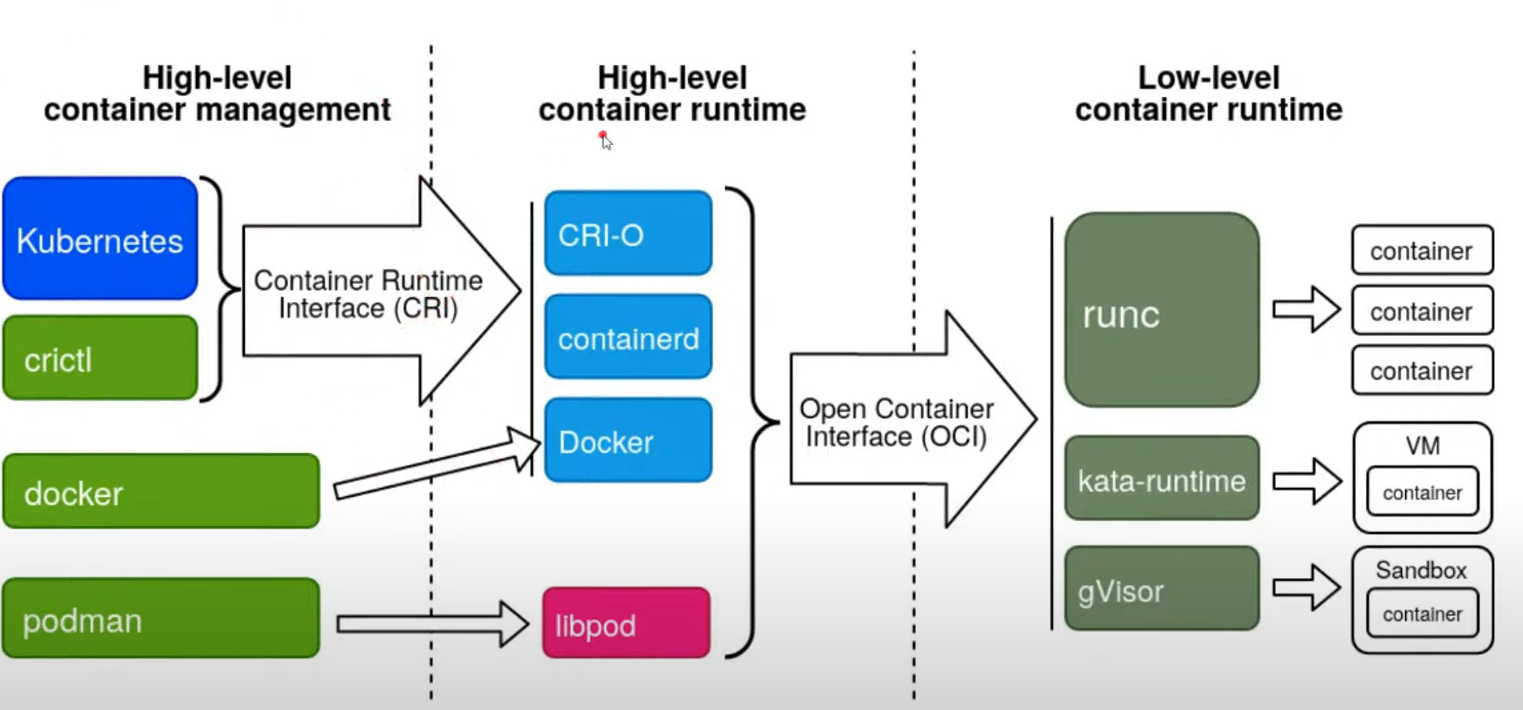 High-level
container management
High-level
container runtime
Low-level
container runtime
Kubernetes
crictl
docker
podman
Container Runtime
Interface (CRI)
CRI-O
containerd
Docker
libpod
Open Container
Interface (OCI)
runc
kata-runtime
gVisor
container
container
container
VM
container
Sandbox
container